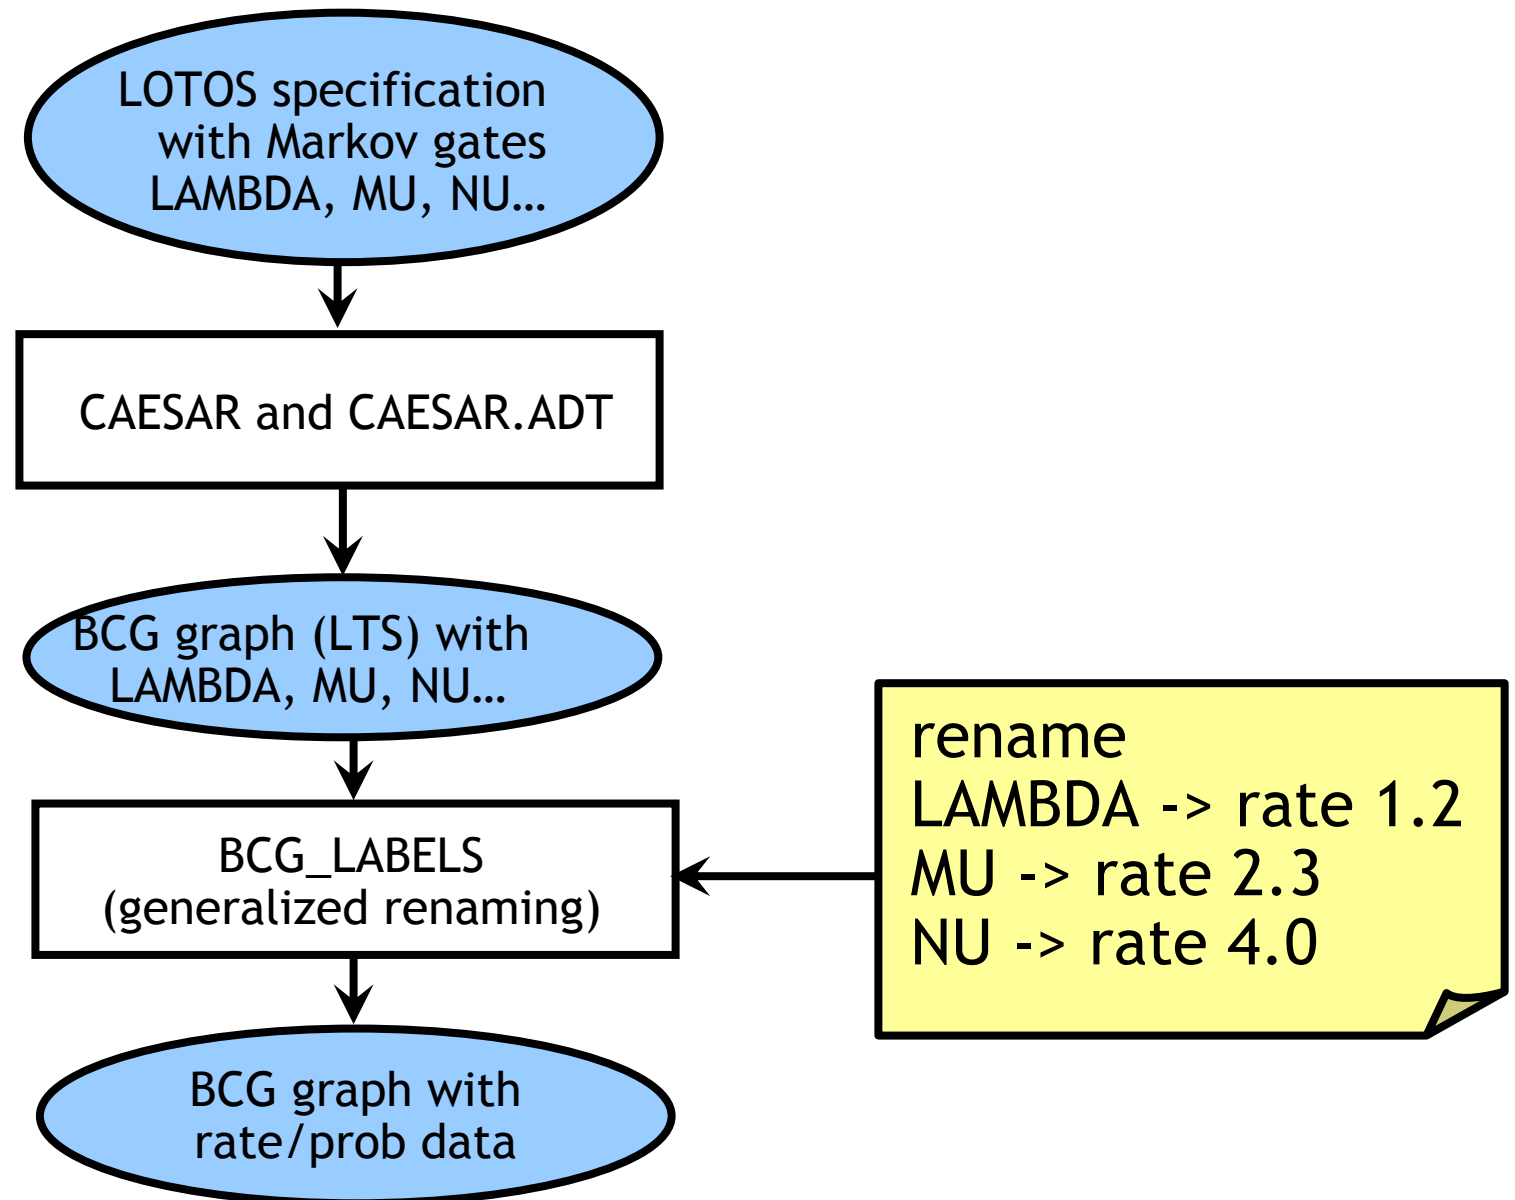 LOTOS specification
with Markov gates
LAMBDA, MU, NU…
CAESAR and CAESAR.ADT
BCG graph (LTS) with
LAMBDA, MU, NU…
rename
LAMBDA -> rate 1.2
MU -> rate 2.3
NU -> rate 4.0
BCG_LABELS
(generalized renaming)
BCG graph with
rate/prob data